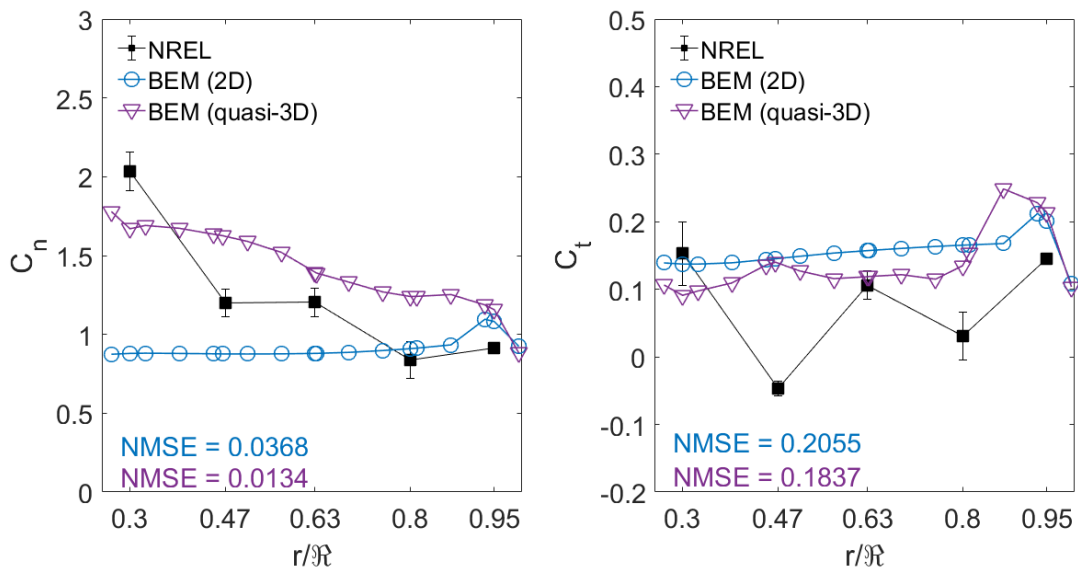 3
2.5
2
1.5
1
0.5
0
C_n
NREL
BEM (2D)
BEM (quasi-3D)
NMSE = 0.0368
NMSE = 0.0134
0.3 0.47 0.63 0.8 0.95
r/ℜ
0.5
0.4
0.3
0.2
0.1
0
-0.1
-0.2
C_t
NREL
BEM (2D)
BEM (quasi-3D)
NMSE = 0.2055
NMSE = 0.1837
0.3 0.47 0.63 0.8 0.95
r/ℜ